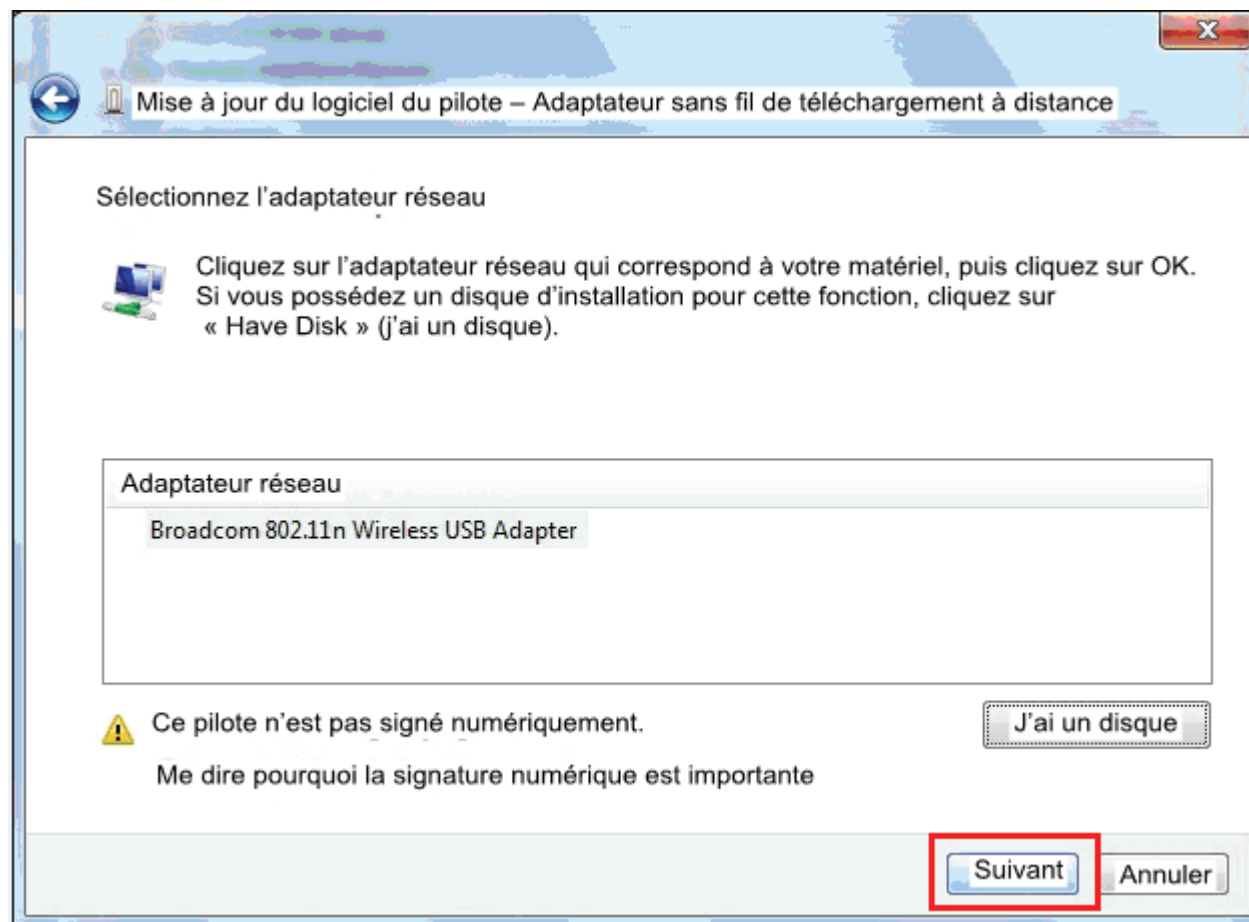 Mise à jour du logiciel du pilote – Adaptateur sans fil de téléchargement à distance
Sélectionnez l'adaptateur réseau
Cliquez sur l'adaptateur réseau qui correspond à votre matériel, puis cliquez sur OK.
Si vous possédez un disque d'installation pour cette fonction, cliquez sur
« Have Disk » (j'ai un disque).
Adaptateur réseau
Broadcom 802.11n Wireless USB Adapter
Ce pilote n'est pas signé numériquement.
J'ai un disque
Me dire pourquoi la signature numérique est importante
Suivant
Annuler